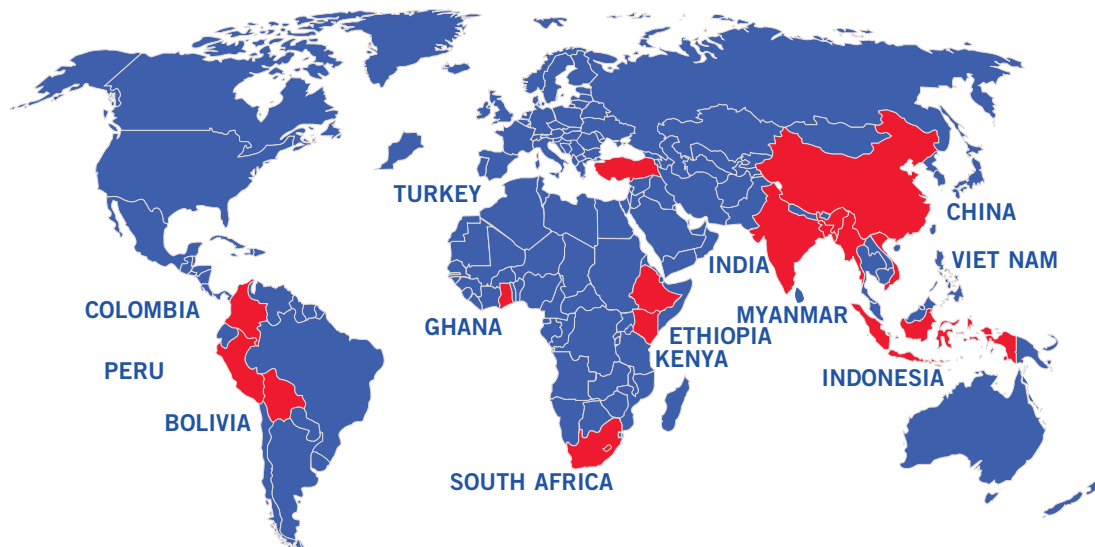 TURKEY
CHINA
VIET NAM
INDIA
COLOMBIA
MYANMAR
GHANA
ETHIOPIA
KENYA
PERU
INDONESIA
BOLIVIA
SOUTH AFRICA